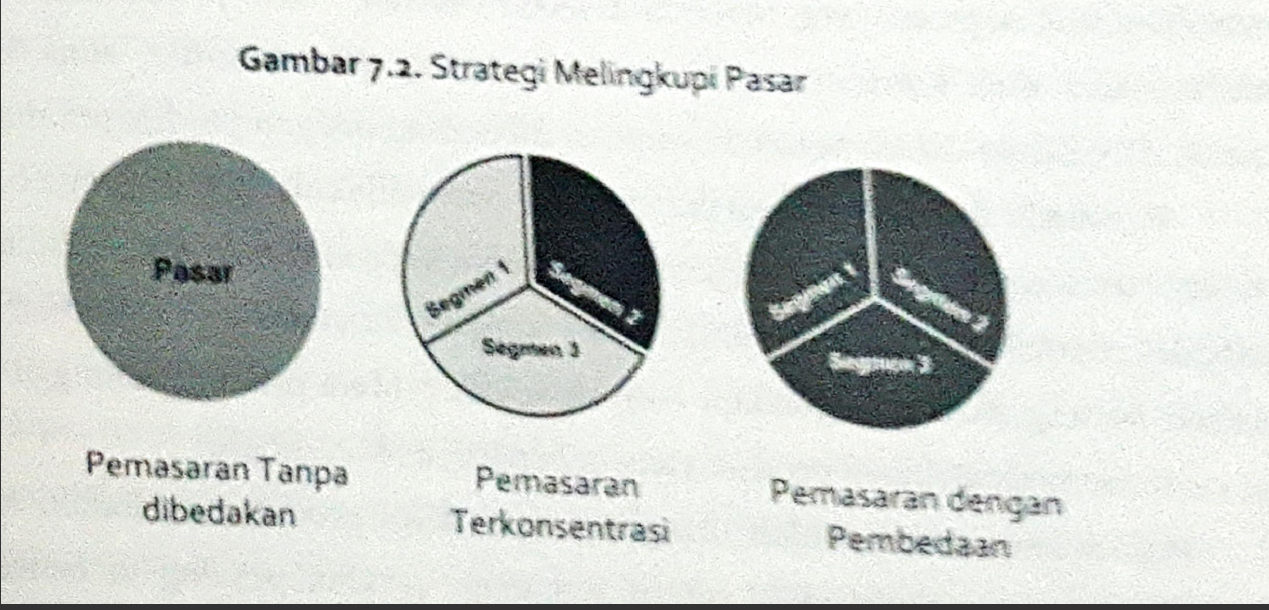 Gambar 7.2. Strategi Melingkupi Pasar
Pasar
Segmen 1
Segmen 2
Segmen 3
Segmen 1
Segmen 2
Segmen 3
Pemasaran Tanpa
dibedakan
Pemasaran
Terkonsentrasi
Pemasaran dengan
Pembedaan